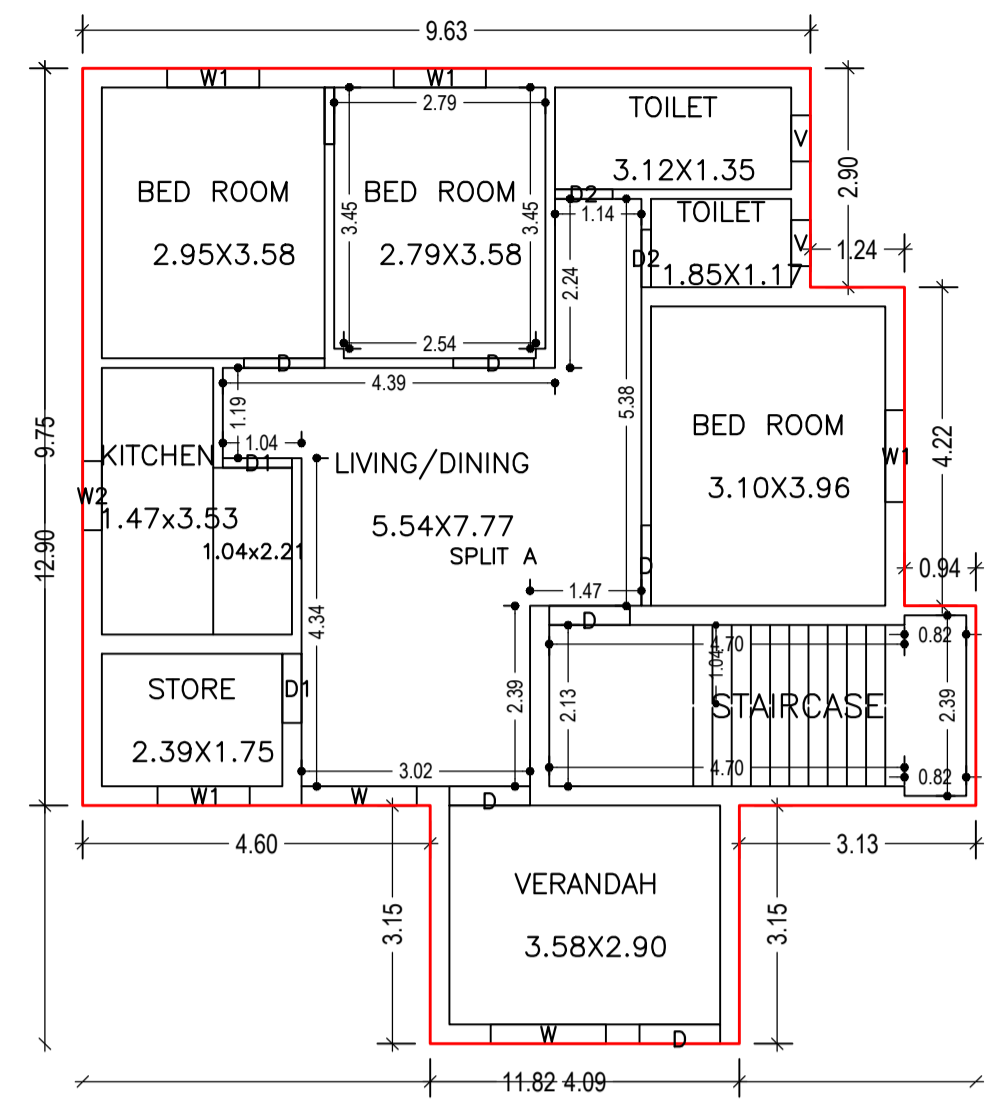 9.63
W1
W1
2.79
TOILET
3.12X1.35
V
2.90
BED ROOM
2.95X3.58
3.45
BED ROOM
2.79X3.58
3.45
D2
1.14
TOILET
1.85X1.17
V
1.24
D2
2.24
2.54
D
D
4.39
1.19
1.04
D1
5.38
9.75
KITCHEN
1.47x3.53
W2
LIVING/DINING
5.54X7.77
SPLIT A
BED ROOM
3.10X3.96
W1
4.22
1.04x2.21
12.90
D
0.94
1.47
D
4.34
0.82
4.70
1.04
STORE
2.39X1.75
D1
2.39
2.13
STAIRCASE
2.39
3.02
4.70
0.82
W1
W
D
4.60
3.13
VERANDAH
3.58X2.90
3.15
3.15
W
D
11.82 4.09